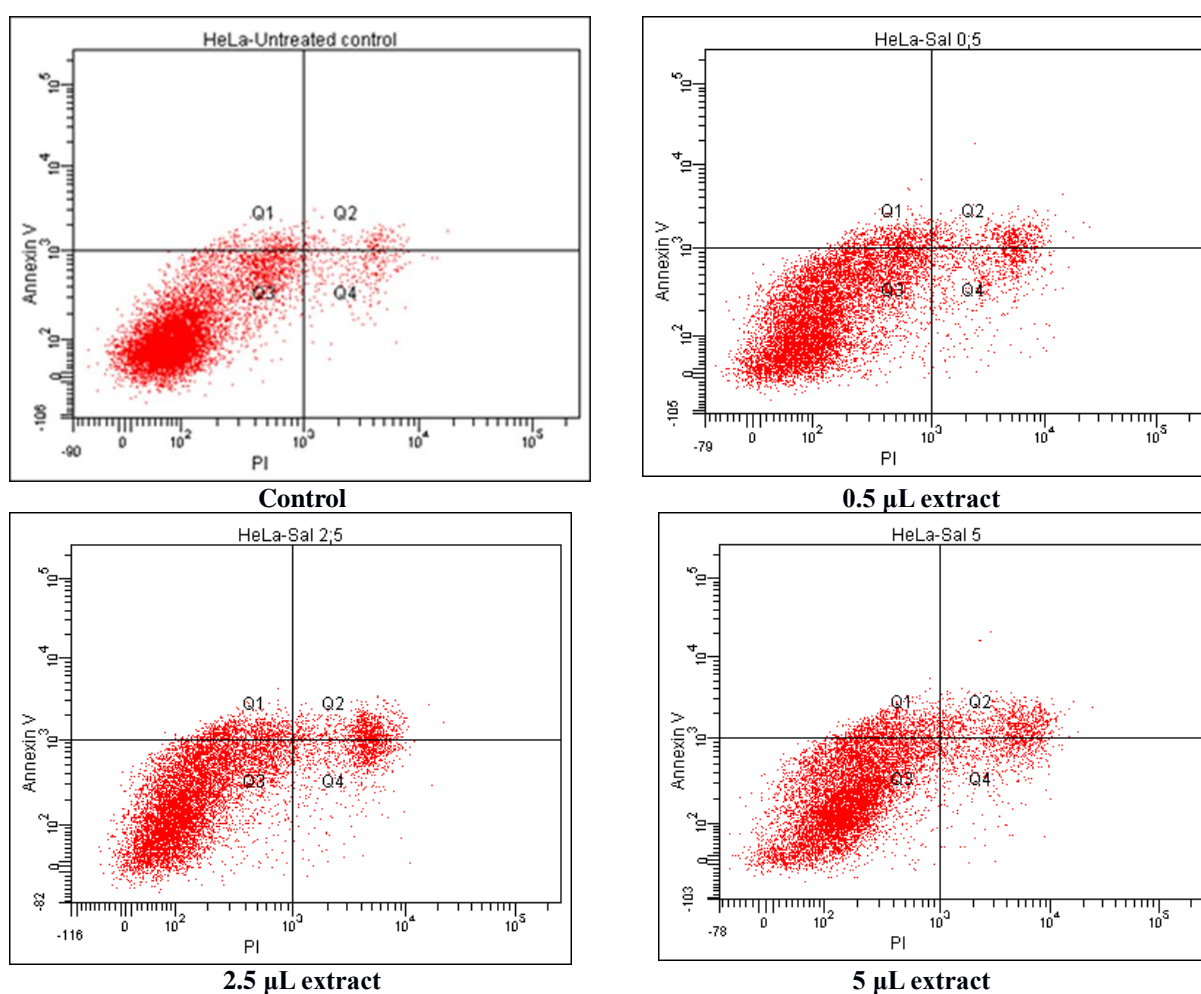 HeLa-Untreated control
Annexin V
10^5
10^4
10^3
10^2
0
-106
Q1
Q2
Q3
Q4
-90
0
10^2
10^3
10^4
10^5
PI
Control
HeLa-Sal 0;5
Annexin V
10^5
10^4
10^3
10^2
0
-105
Q1
Q2
Q3
Q4
-79
0
10^2
10^3
10^4
10^5
PI
0.5 µL extract
HeLa-Sal 2;5
Annexin V
10^5
10^4
10^3
10^2
0
-82
Q1
Q2
Q3
Q4
-116
0
10^2
10^3
10^4
10^5
PI
2.5 µL extract
HeLa-Sal 5
Annexin V
10^5
10^4
10^3
10^2
0
-103
Q1
Q2
Q3
Q4
-78
0
10^2
10^3
10^4
10^5
PI
5 µL extract